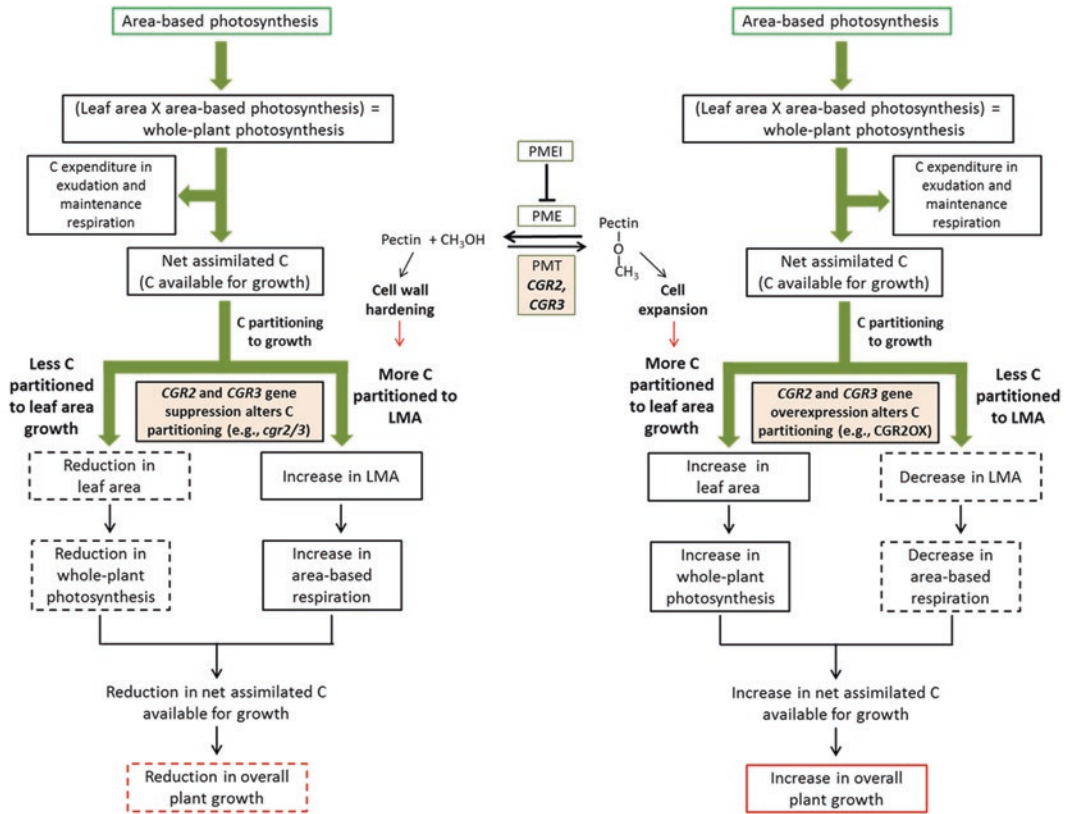 Area-based photosynthesis
(Leaf area X area-based photosynthesis) =
whole-plant photosynthesis
C expenditure in
exudation and
maintenance
respiration
Net assimilated C
(C available for growth)
C partitioning
to growth
Less C
partitioned
to leaf area
growth
CGR2 and CGR3 gene
suppression alters C
partitioning (e.g., cgr2/3)
More C
partitioned to
LMA
Reduction in
leaf area
Increase in LMA
Reduction in
whole-plant
photosynthesis
Increase in
area-based
respiration
Reduction in net assimilated C
available for growth
Reduction in overall
plant growth
PMEI
PME
Pectin + CH₃OH
Pectin
O
CH₃
PMT
CGR2,
CGR3
Cell wall
hardening
Cell
expansion
Area-based photosynthesis
(Leaf area X area-based photosynthesis) =
whole-plant photosynthesis
C expenditure in
exudation and
maintenance
respiration
Net assimilated C
(C available for growth)
C partitioning
to growth
More C
partitioned
to leaf area
growth
CGR2 and CGR3 gene
overexpression alters C
partitioning (e.g., CGR2OX)
Less C
partitioned
to LMA
Increase in
leaf area
Decrease in LMA
Increase in
whole-plant
photosynthesis
Decrease in
area-based
respiration
Increase in net assimilated C
available for growth
Increase in overall
plant growth